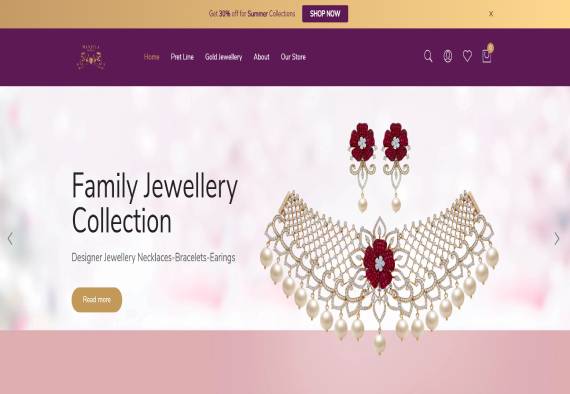 Get 30% off for Summer Collections SHOP NOW X
Home Pret Line Gold Jewellery About Our Store
0
Family Jewellery
Collection
Designer Jewellery Necklaces-Bracelets-Earings
Read more